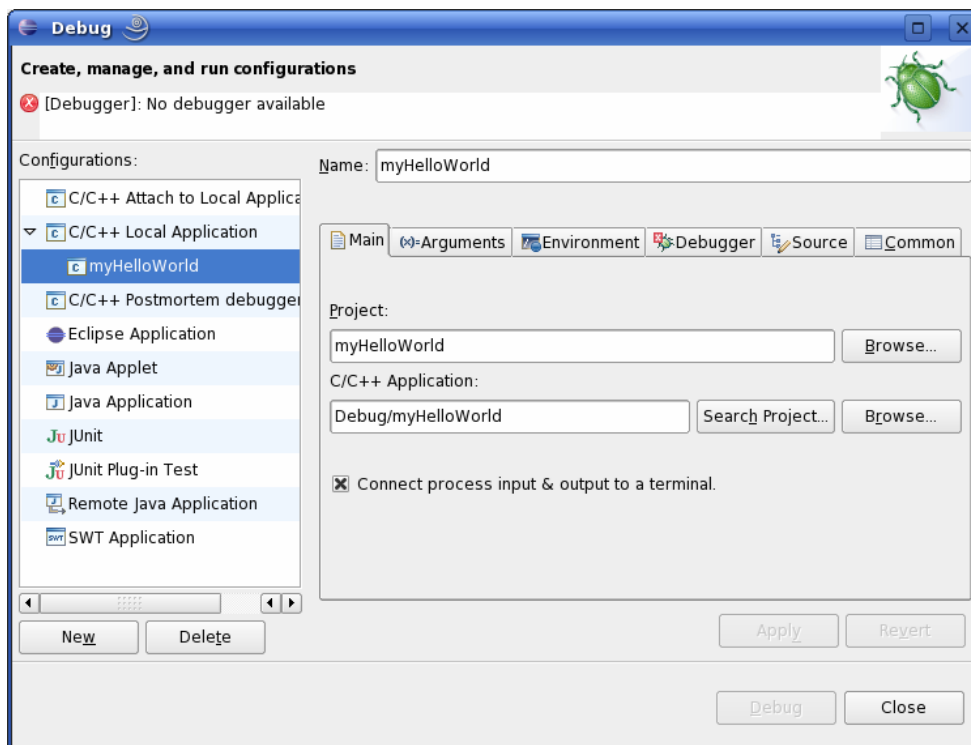 Debug
Create, manage, and run configurations
[Debugger]: No debugger available
Configurations:
C/C++ Attach to Local Applica
C/C++ Local Application
myHelloWorld
C/C++ Postmortem debugger
Eclipse Application
Java Applet
Java Application
JUnit
JUnit Plug-in Test
Remote Java Application
SWT Application
New Delete
Name: myHelloWorld
Main (x)=Arguments Environment Debugger Source Common
Project:
myHelloWorld Browse...
C/C++ Application:
Debug/myHelloWorld Search Project... Browse...
Connect process input & output to a terminal.
Apply Revert
Debug Close